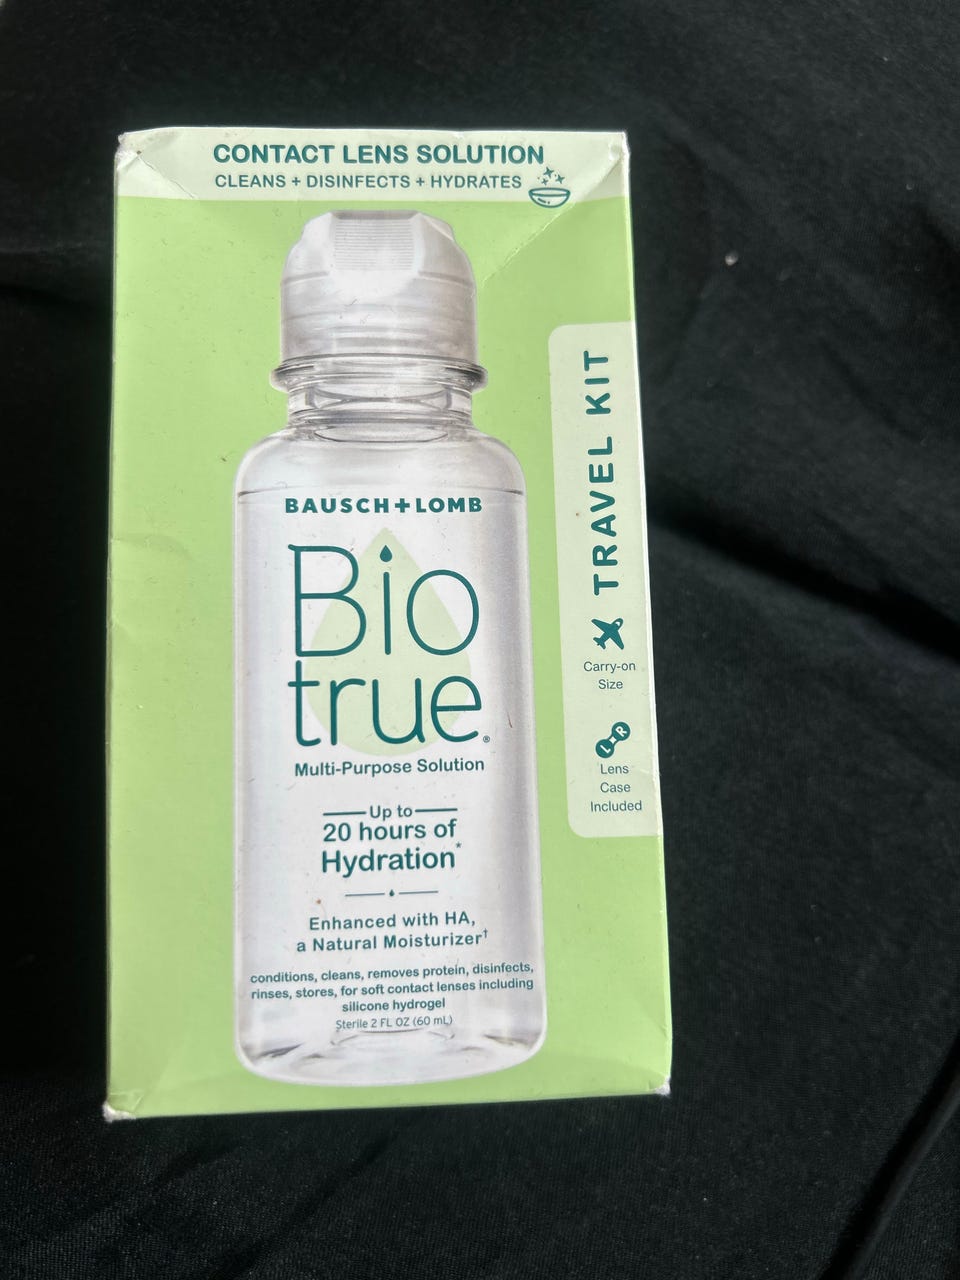 CONTACT LENS SOLUTION
CLEANS + DISINFECTS + HYDRATES
BAUSCH+LOMB
Bio
true®
Multi-Purpose Solution
Up to
20 hours of
Hydration*
Enhanced with HA,
a Natural Moisturizer†
conditions, cleans, removes protein, disinfects,
rinses, stores, for soft contact lenses including
silicone hydrogel
Sterile 2 FL OZ (60 mL)
TRAVEL KIT
Carry-on
Size
L R
Lens
Case
Included